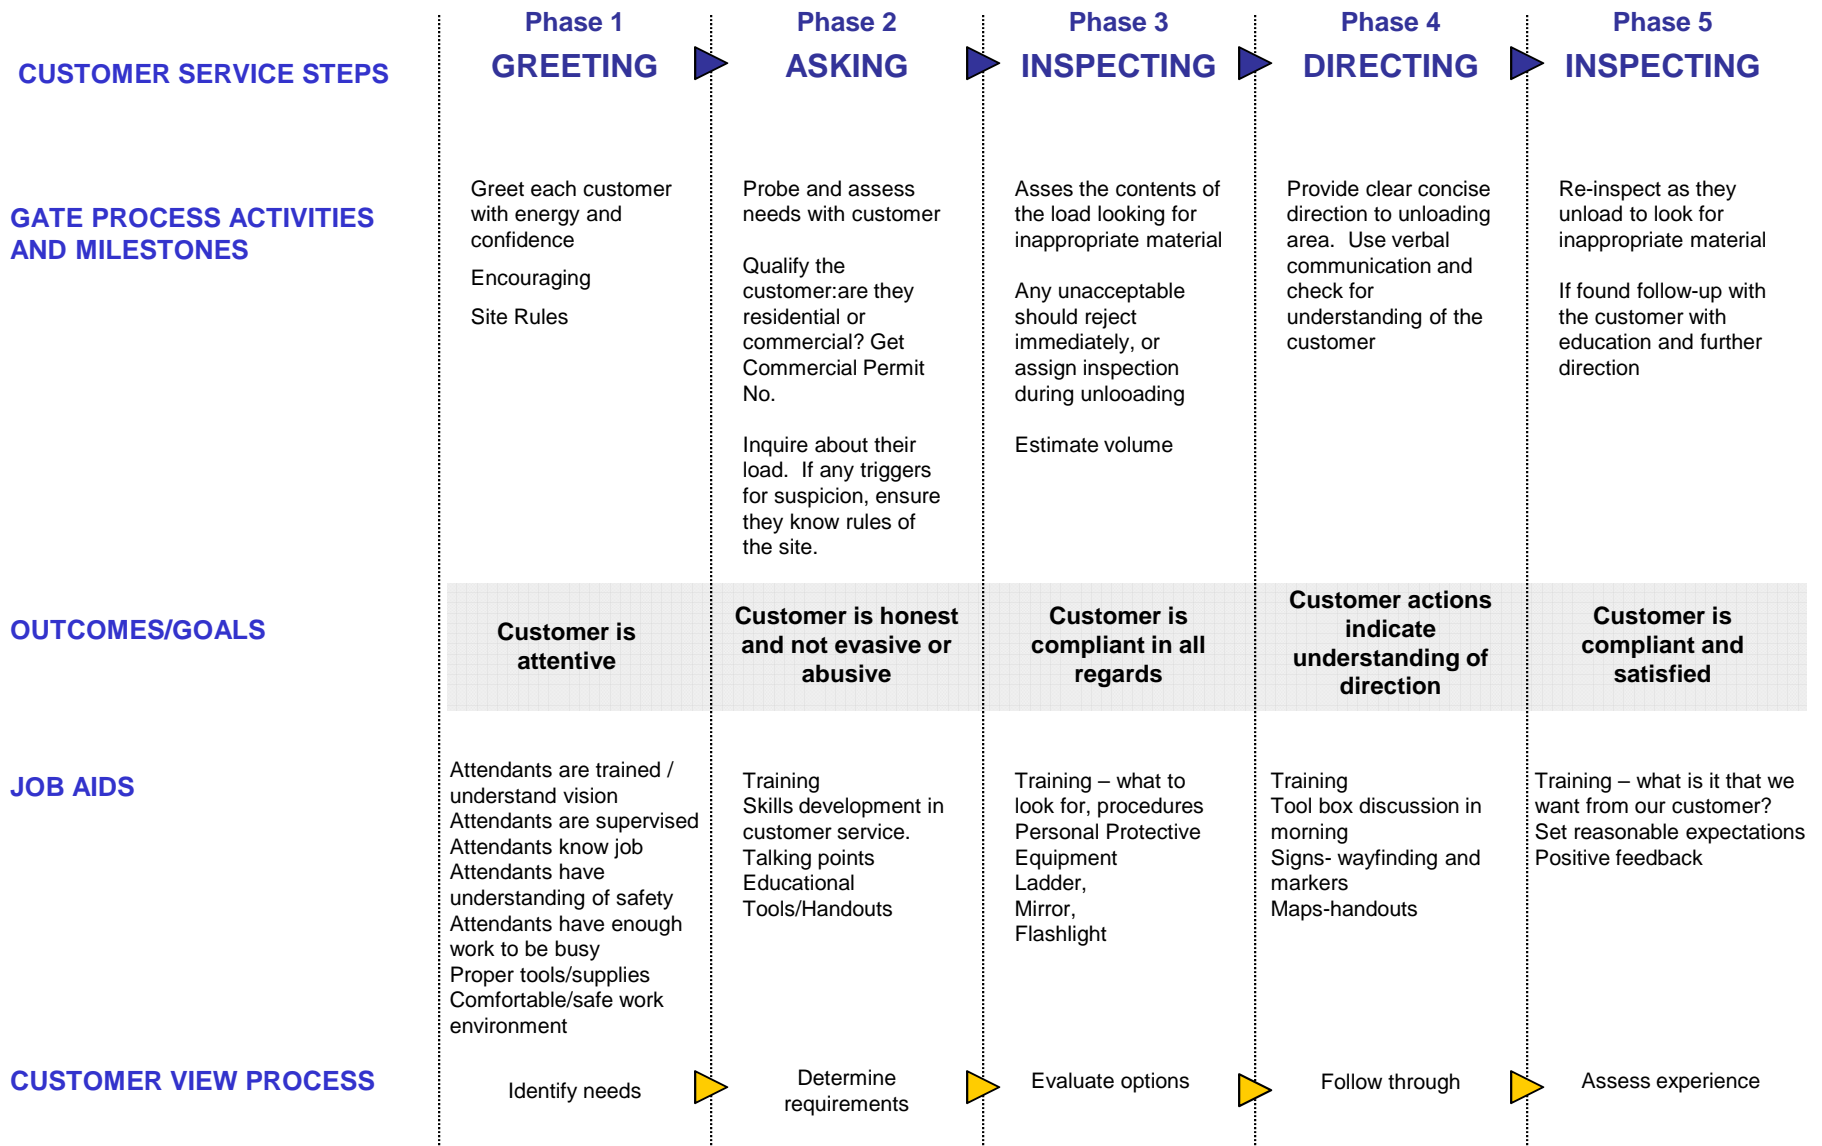 Phase 1
Phase 2
Phase 3
Phase 4
Phase 5
CUSTOMER SERVICE STEPS
GREETING
ASKING
INSPECTING
DIRECTING
INSPECTING
GATE PROCESS ACTIVITIES
AND MILESTONES
Greet each customer
with energy and
confidence
Encouraging
Site Rules
Probe and assess
needs with customer
Qualify the
customer:are they
residential or
commercial? Get
Commercial Permit
No.
Inquire about their
load.  If any triggers
for suspicion, ensure
they know rules of
the site.
Asses the contents of
the load looking for
inappropriate material
Any unacceptable
should reject
immediately, or
assign inspection
during unlooading
Estimate volume
Provide clear concise
direction to unloading
area.  Use verbal
communication and
check for
understanding of the
customer
Re-inspect as they
unload to look for
inappropriate material
If found follow-up with
the customer with
education and further
direction
OUTCOMES/GOALS
Customer is
attentive
Customer is honest
and not evasive or
abusive
Customer is
compliant in all
regards
Customer actions
indicate
understanding of
direction
Customer is
compliant and
satisfied
JOB AIDS
Attendants are trained /
understand vision
Attendants are supervised
Attendants know job
Attendants have
understanding of safety
Attendants have enough
work to be busy
Proper tools/supplies
Comfortable/safe work
environment
Training
Skills development in
customer service.
Talking points
Educational
Tools/Handouts
Training – what to
look for, procedures
Personal Protective
Equipment
Ladder,
Mirror,
Flashlight
Training
Tool box discussion in
morning
Signs- wayfinding and
markers
Maps-handouts
Training – what is it that we
want from our customer?
Set reasonable expectations
Positive feedback
CUSTOMER VIEW PROCESS
Identify needs
Determine
requirements
Evaluate options
Follow through
Assess experience